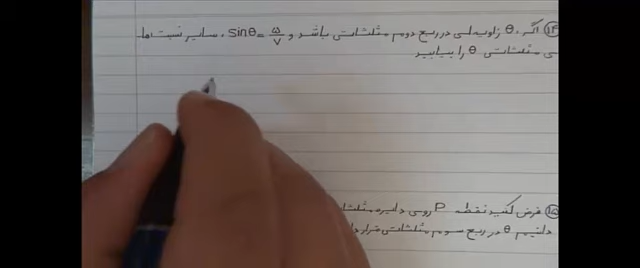 ۱۴ اگر θ زاویه‌ای در ربع دوم مثلثاتی باشد و sinθ = ۵/۷ ، سایر نسبت‌ها
ی مثلثاتی θ را بیابید
۱۵ فرض کنید نقطه P روی دایره
دانیم θ در ربع سوم مثلثاتی قرار